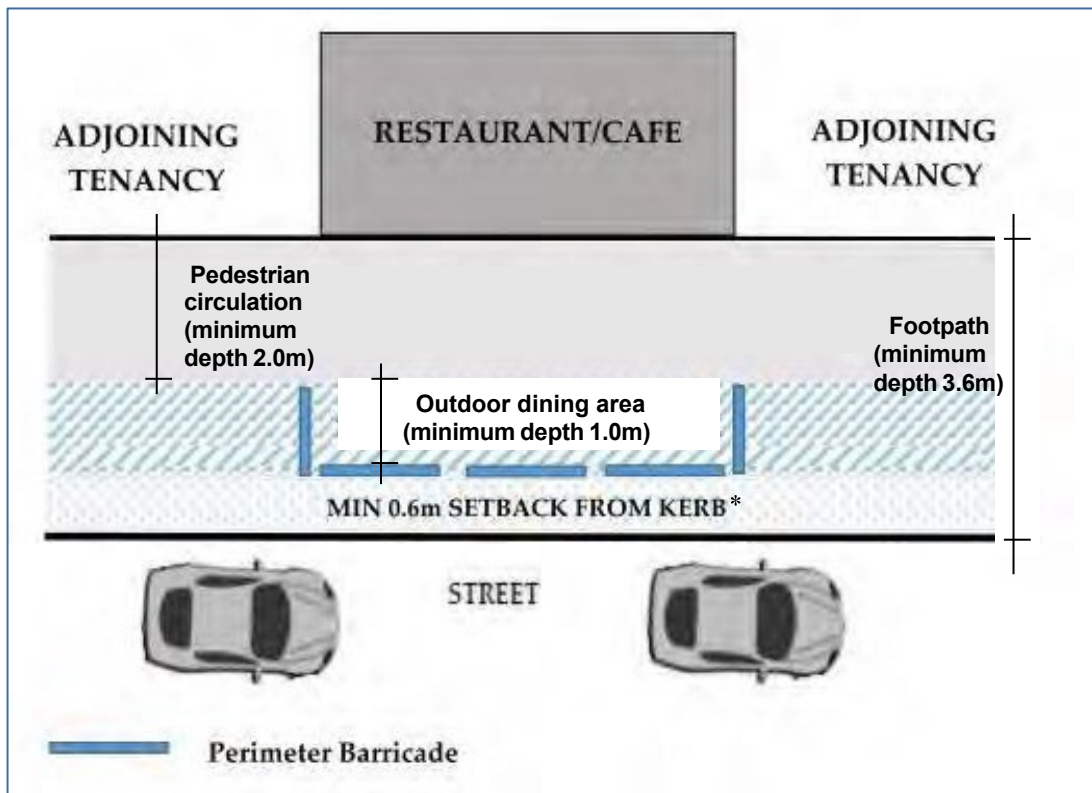 ADJOINING
TENANCY
RESTAURANT/CAFE
ADJOINING
TENANCY
Pedestrian
circulation
(minimum
depth 2.0m)
Footpath
(minimum
depth 3.6m)
Outdoor dining area
(minimum depth 1.0m)
MIN 0.6m SETBACK FROM KERB*
STREET
Perimeter Barricade